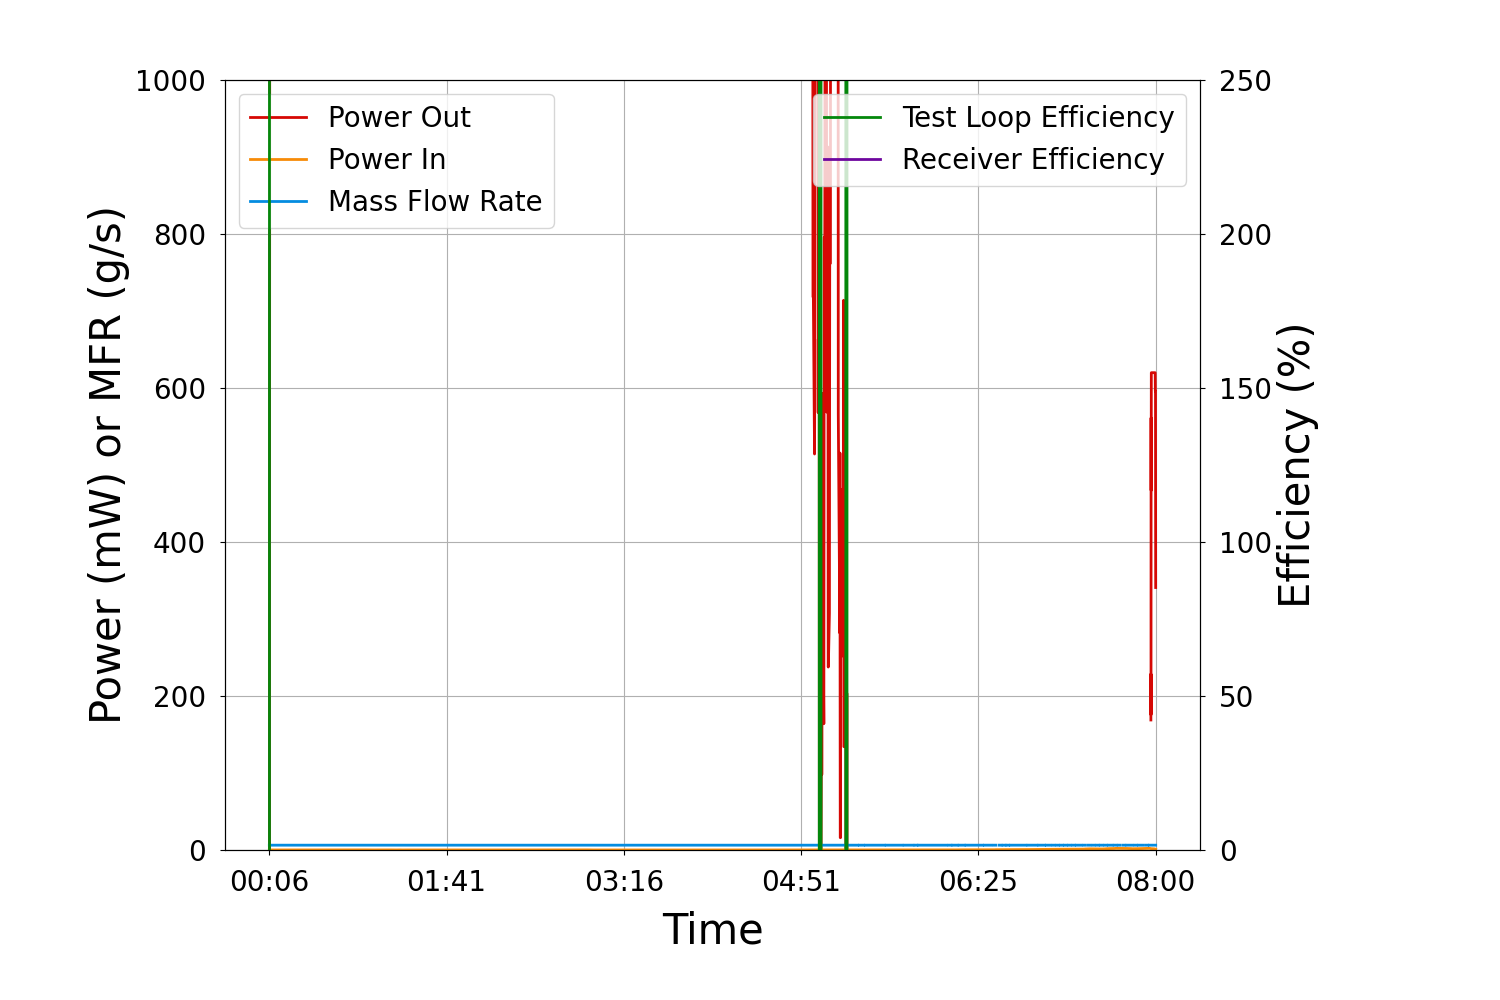 1000
800
600
400
200
0
Power (mW) or MFR (g/s)
Power Out
Power In
Mass Flow Rate
Test Loop Efficiency
Receiver Efficiency
250
200
150
100
50
0
Efficiency (%)
00:06 01:41 03:16 04:51 06:25 08:00
Time